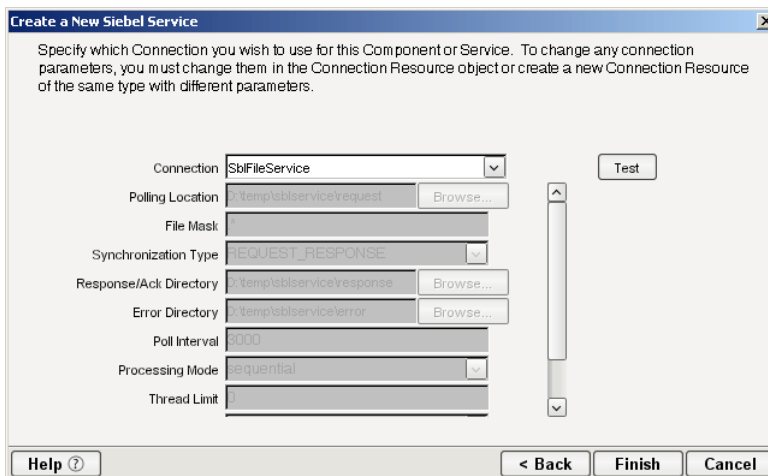 Create a New Siebel Service
Specify which Connection you wish to use for this Component or Service. To change any connection
parameters, you must change them in the Connection Resource object or create a new Connection Resource
of the same type with different parameters.
Connection SblFileService Test
Polling Location D:\temp\sblservice\request Browse...
File Mask *
Synchronization Type REQUEST_RESPONSE
Response/Ack Directory D:\temp\sblservice\response Browse...
Error Directory D:\temp\sblservice\error Browse...
Poll Interval 3000
Processing Mode sequential
Thread Limit 0
Help ? < Back Finish Cancel